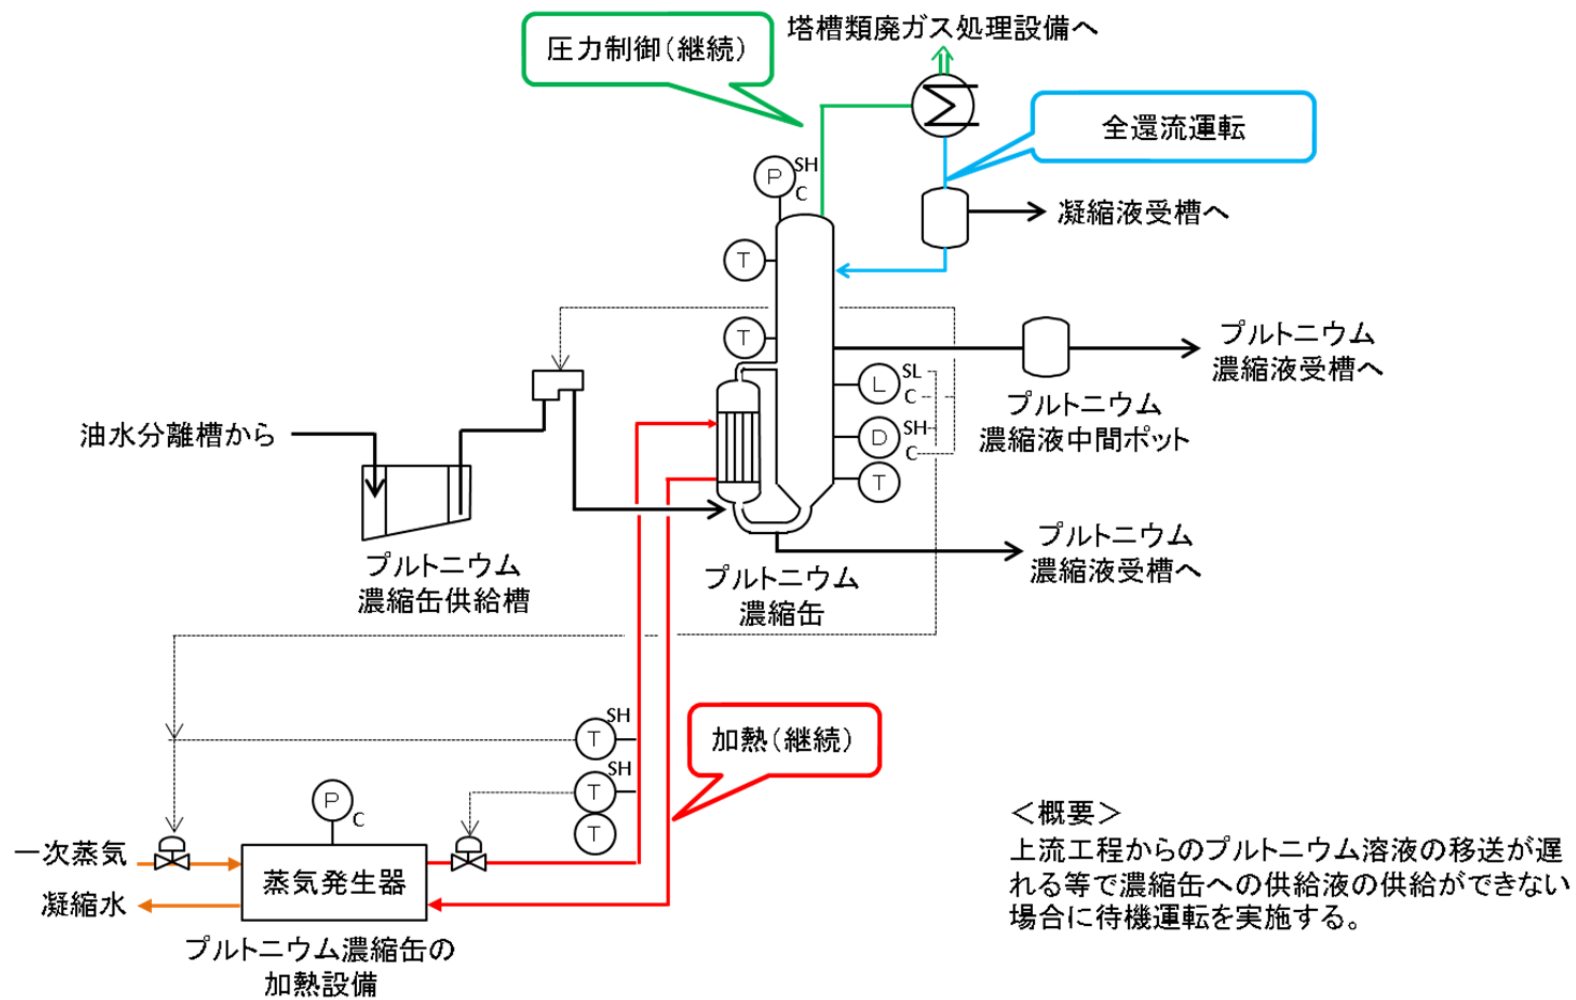 圧力制御(継続)
塔槽類廃ガス処理設備へ
全還流運転
P
SH
C
凝縮液受槽へ
T
T
プルトニウム
濃縮液受槽へ
L
SL
C
プルトニウム
濃縮液中間ポット
D
SH
C
T
油水分離槽から
プルトニウム
濃縮缶供給槽
プルトニウム
濃縮缶
プルトニウム
濃縮液受槽へ
T
SH
T
SH
T
加熱(継続)
P
C
一次蒸気
凝縮水
蒸気発生器
プルトニウム濃縮缶の
加熱設備
<概要>
上流工程からのプルトニウム溶液の移送が遅
れる等で濃縮缶への供給液の供給ができない
場合に待機運転を実施する。